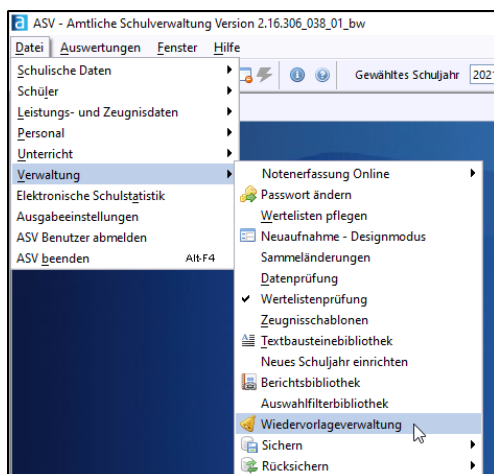 ASV - Amtliche Schulverwaltung Version 2.16.306_038_01_bw
Datei Auswertungen Fenster Hilfe
Gewähltes Schuljahr 2021
Schulische Daten
Schüler
Leistungs- und Zeugnisdaten
Personal
Unterricht
Verwaltung
Elektronische Schulstatistik
Ausgabeeinstellungen
ASV Benutzer abmelden
ASV beenden Alt-F4
Notenerfassung Online
Passwort ändern
Wertelisten pflegen
Neuaufnahme - Designmodus
Sammeländerungen
Datenprüfung
Wertelistenprüfung
Zeugnisschablonen
Textbausteinebibliothek
Neues Schuljahr einrichten
Berichtsbibliothek
Auswahlfilterbibliothek
Wiedervorlageverwaltung
Sichern
Rücksichern